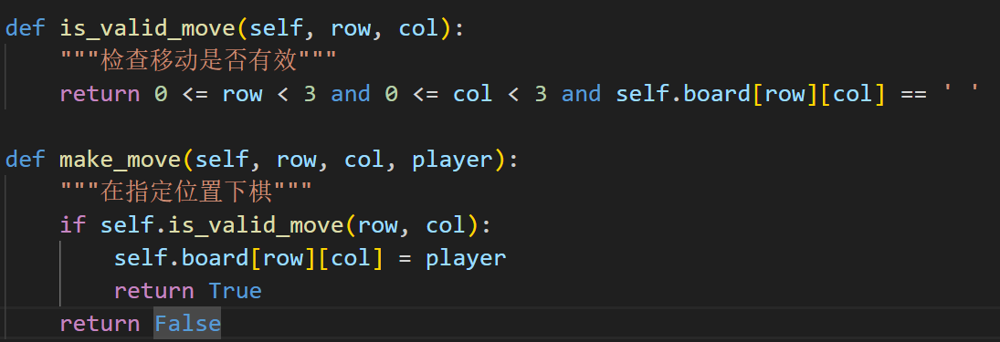 def is_valid_move(self, row, col):
    """检查移动是否有效"""
    return 0 <= row < 3 and 0 <= col < 3 and self.board[row][col] == ' '

def make_move(self, row, col, player):
    """在指定位置下棋"""
    if self.is_valid_move(row, col):
        self.board[row][col] = player
        return True
    return False